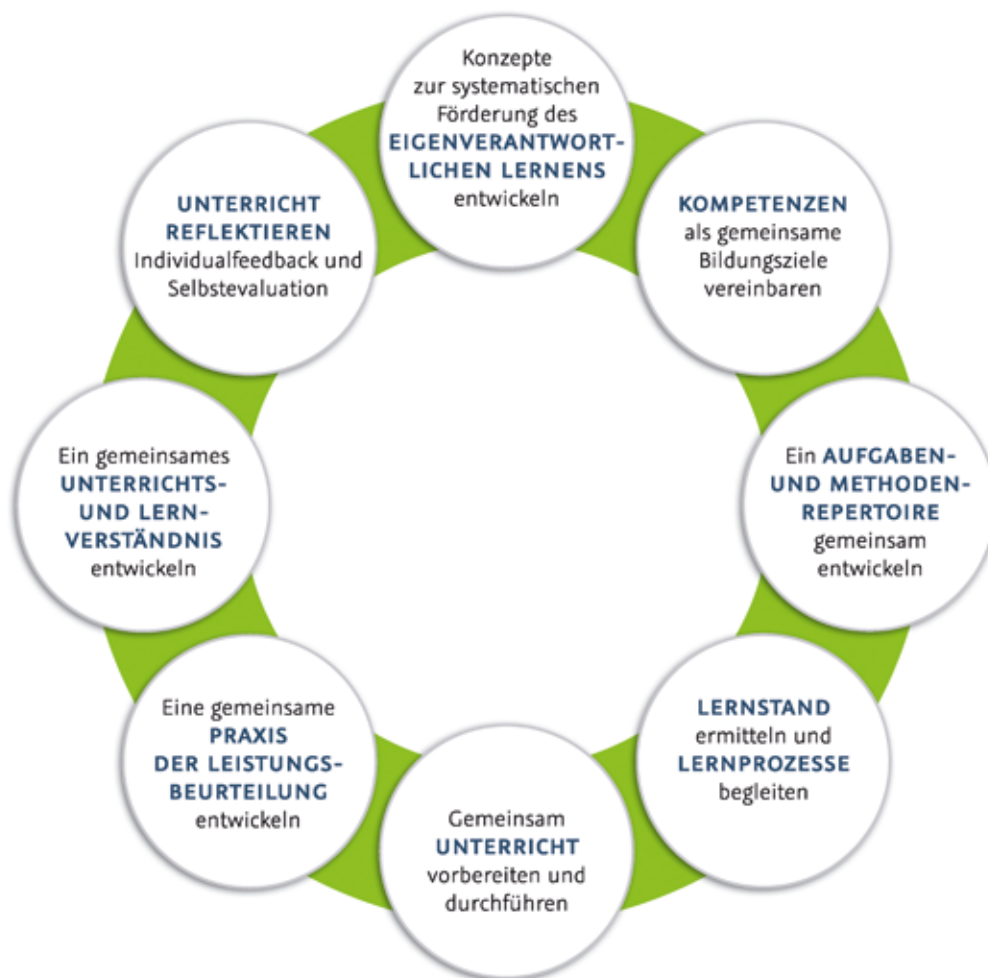 Konzepte
zur systematischen
Förderung des
EIGENVERANTWORT-
LICHEN LERNENS
entwickeln
KOMPETENZEN
als gemeinsame
Bildungsziele
vereinbaren
Ein AUFGABEN-
UND METHODEN-
REPERTOIRE
gemeinsam
entwickeln
LERNSTAND
ermitteln und
LERNPROZESSE
begleiten
Gemeinsam
UNTERRICHT
vorbereiten und
durchführen
Eine gemeinsame
PRAXIS
DER LEISTUNGS-
BEURTEILUNG
entwickeln
Ein gemeinsames
UNTERRICHTS-
UND LERN-
VERSTÄNDNIS
entwickeln
UNTERRICHT
REFLEKTIEREN
Individualfeedback und
Selbstevaluation